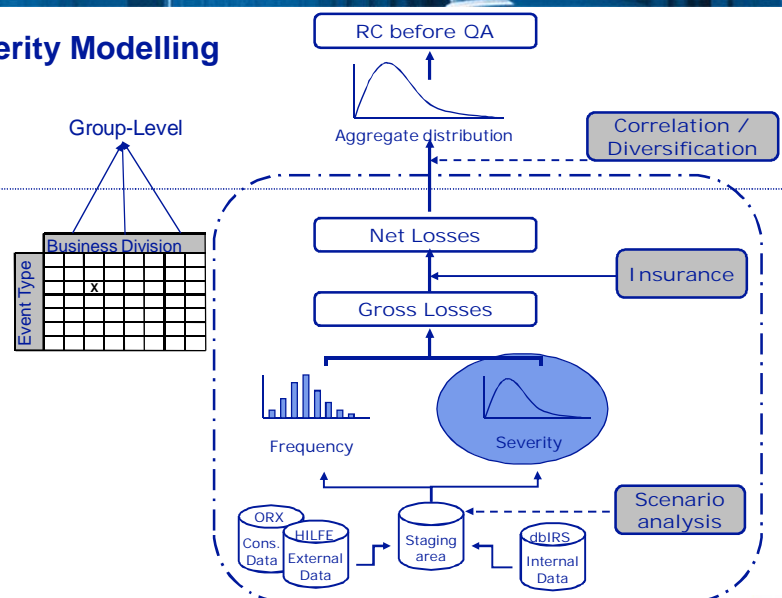 erity Modelling
RC before QA
Aggregate distribution
Correlation /
Diversification
Group-Level
Business Division
Event Type
x
Net Losses
Insurance
Gross Losses
Frequency
Severity
Scenario
analysis
ORX
Cons.
Data
HILFE
External
Data
Staging
area
dbIRS
Internal
Data